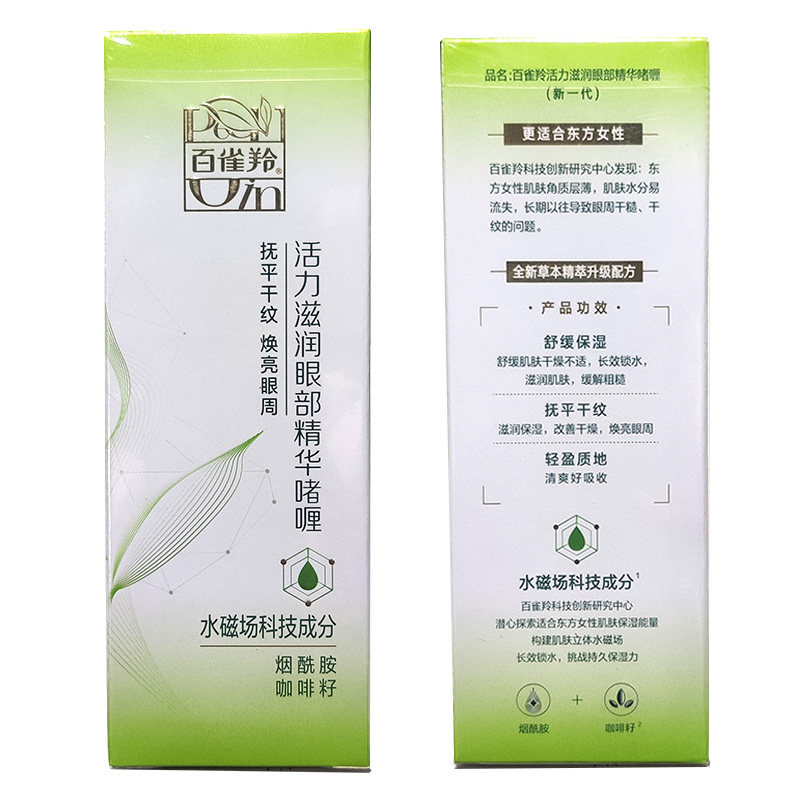 Pechoin
百雀羚®
活力滋润眼部精华啫喱
抚平干纹 焕亮眼周
水磁场科技成分
烟酰胺
咖啡籽
品名:百雀羚活力滋润眼部精华啫喱
(新一代)
更适合东方女性
百雀羚科技创新研究中心发现：东
方女性肌肤角质层薄，肌肤水分易
流失，长期以往导致眼周干糙、干
纹的问题。
全新草本精萃升级配方
·产品功效·
舒缓保湿
舒缓肌肤干燥不适，长效锁水，
滋润肌肤，缓解粗糙
抚平干纹
滋润保湿，改善干燥，焕亮眼周
轻盈质地
清爽好吸收
水磁场科技成分1
百雀羚科技创新研究中心
潜心探索适合东方女性肌肤保湿能量
构建肌肤立体水磁场
长效锁水，挑战持久保湿力
烟酰胺 + 咖啡籽2